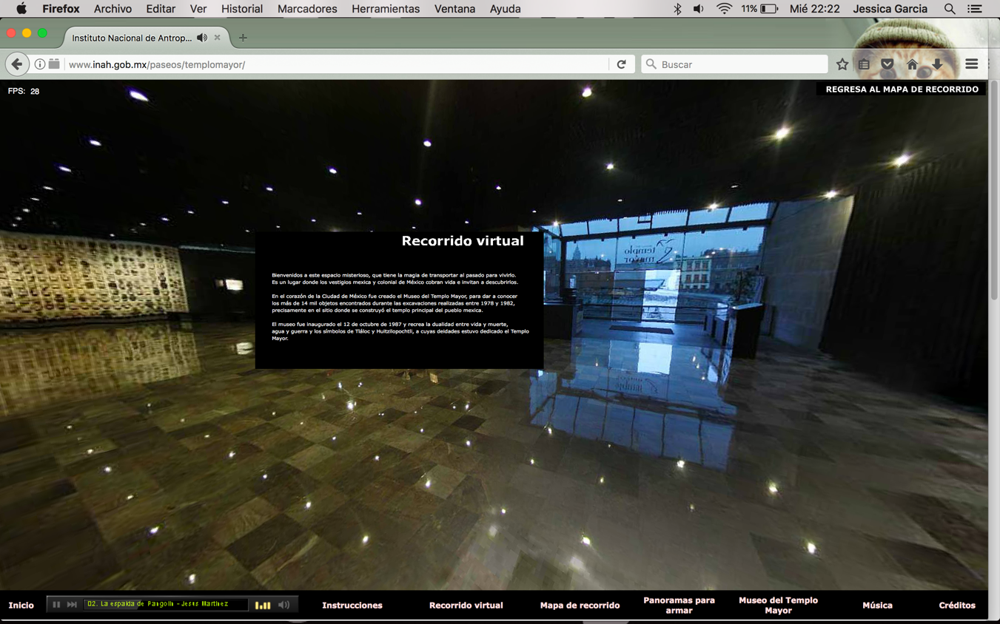 Firefox Archivo Editar Ver Historial Marcadores Herramientas Ventana Ayuda 11% Mié 22:22 Jessica Garcia
Instituto Nacional de Antrop...
www.inah.gob.mx/paseos/templomayor/ Buscar
FPS: 28
REGRESA AL MAPA DE RECORRIDO
templo
mayor
Recorrido virtual
Bienvenidos a este espacio misterioso, que tiene la magia de transportar al pasado para vivirlo.
Es un lugar donde los vestigios mexica y colonial de México cobran vida e invitan a descubrirlos.
En el corazón de la Ciudad de México fue creado el Museo del Templo Mayor, para dar a conocer
los más de 14 mil objetos encontrados durante las excavaciones realizadas entre 1978 y 1982,
precisamente en el sitio donde se construyó el templo principal del pueblo mexica.
El museo fue inaugurado el 12 de octubre de 1987 y recrea la dualidad entre vida y muerte,
agua y guerra y los símbolos de Tláloc y Huitzilopochtli, a cuyas deidades estuvo dedicado el Templo
Mayor.
Inicio
02. La espalda de Pangolin - Jesus Martinez
Instrucciones
Recorrido virtual
Mapa de recorrido
Panoramas para
armar
Museo del Templo
Mayor
Música
Créditos